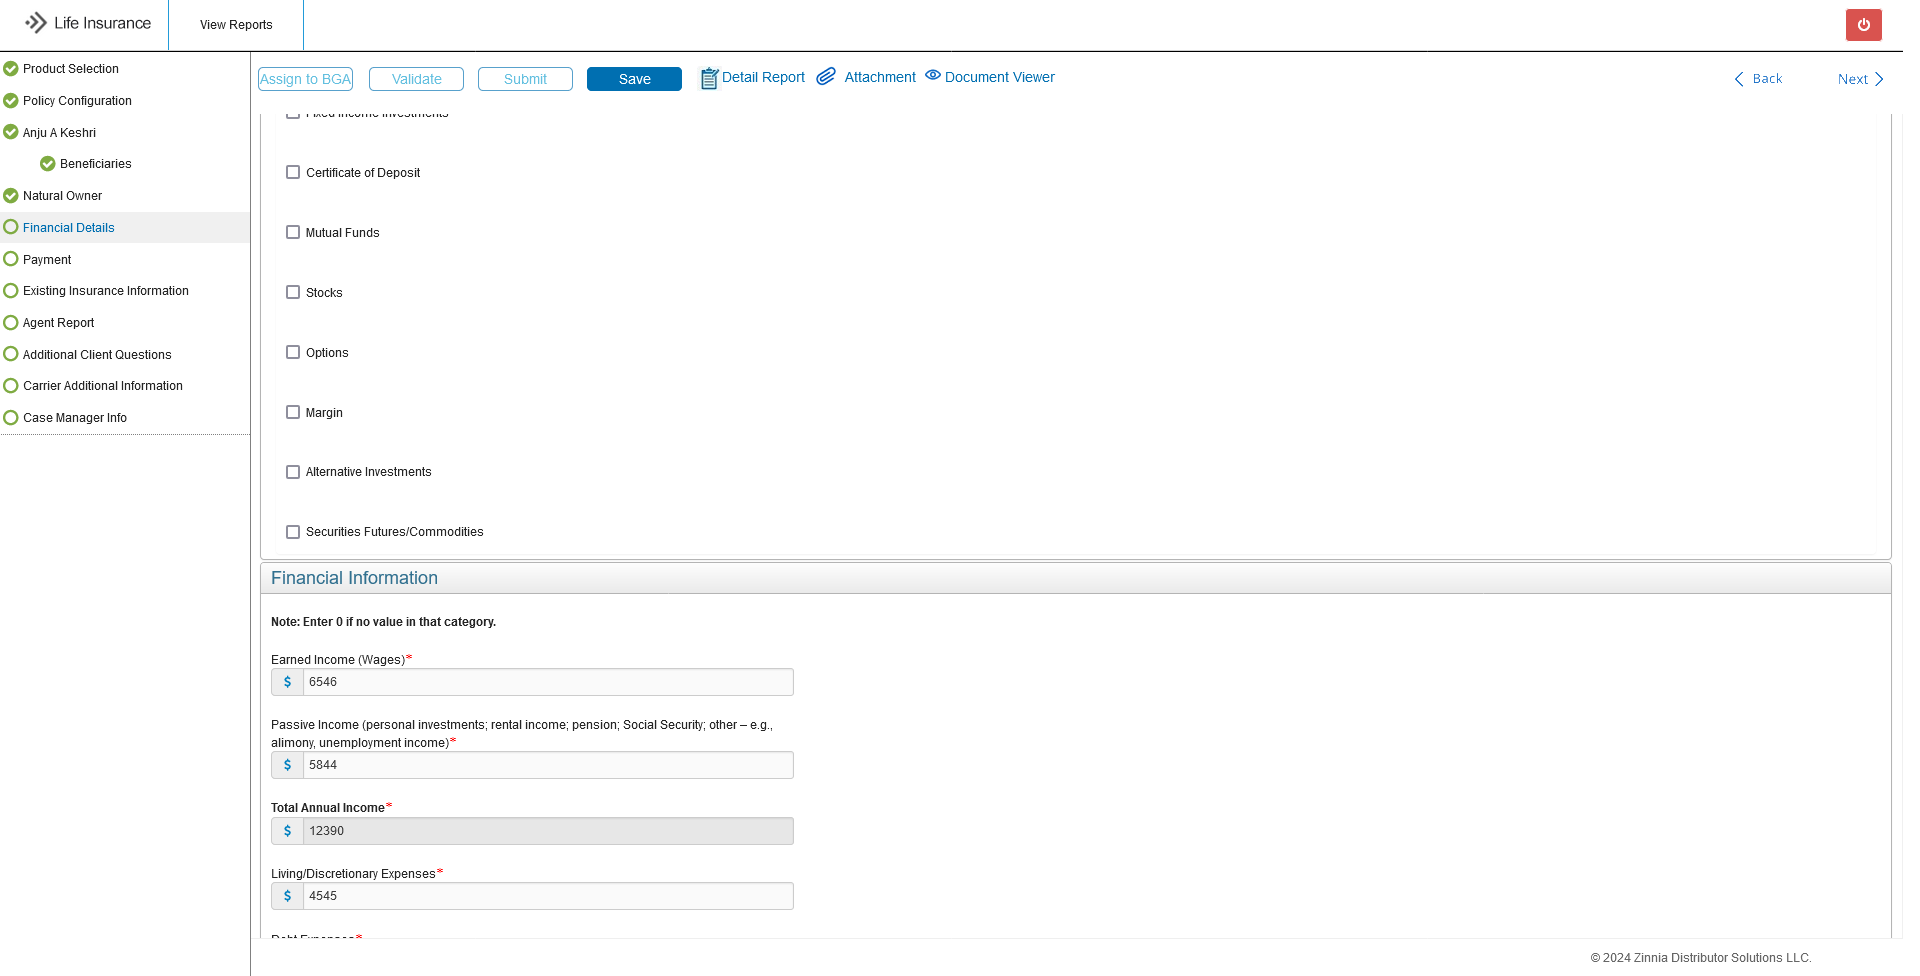 Life Insurance
View Reports
Product Selection
Policy Configuration
Anju A Keshri
Beneficiaries
Natural Owner
Financial Details
Payment
Existing Insurance Information
Agent Report
Additional Client Questions
Carrier Additional Information
Case Manager Info
Assign to BGA
Validate
Submit
Save
Detail Report
Attachment
Document Viewer
Back
Next
Fixed Income Investments
Certificate of Deposit
Mutual Funds
Stocks
Options
Margin
Alternative Investments
Securities Futures/Commodities
Financial Information
Note: Enter 0 if no value in that category.
Earned Income (Wages)*
$ 6546
Passive Income (personal investments; rental income; pension; Social Security; other – e.g.,
alimony, unemployment income)*
$ 5844
Total Annual Income*
$ 12390
Living/Discretionary Expenses*
$ 4545
Debt Expenses*
© 2024 Zinnia Distributor Solutions LLC.